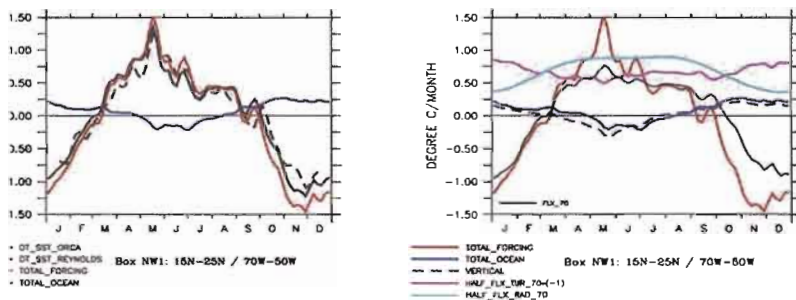 1.50
1.00
0.50
0.00
0.50
1.00
1.50
J F M A M J J A S O N D
DT_SST_ORCA
DT_SST_REYNOLDS
TOTAL_FORCING
TOTAL_OCEAN
Box NW1: 15N-25N / 70W-50W
DEGREE C/MONTH
1.50
1.00
0.50
0.00
-0.50
-1.00
-1.50
FLX_70
J F M A M J J A S O N D
TOTAL_FORCING
TOTAL_OCEAN
VERTICAL
HALF_FLX_TUR_70*(-1)
HALF_FLX_RAD_70
Box NW1: 15N-25N / 70W-50W